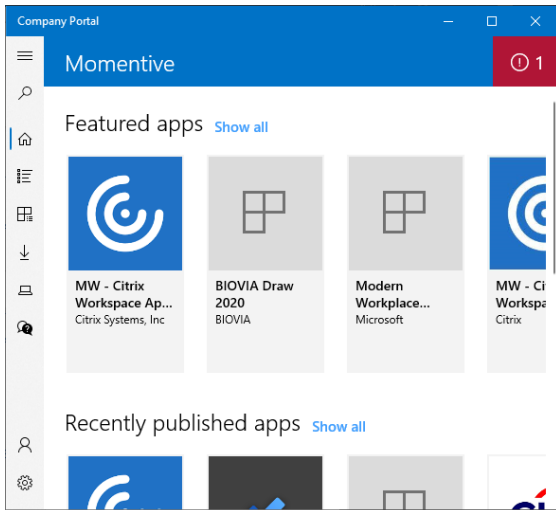 Company Portal
Momentive
1
Featured apps Show all
MW - Citrix
Workspace Ap...
Citrix Systems, Inc
BIOVIA Draw
2020
BIOVIA
Modern
Workplace...
Microsoft
MW - Ci
Workspa
Citrix
Recently published apps Show all